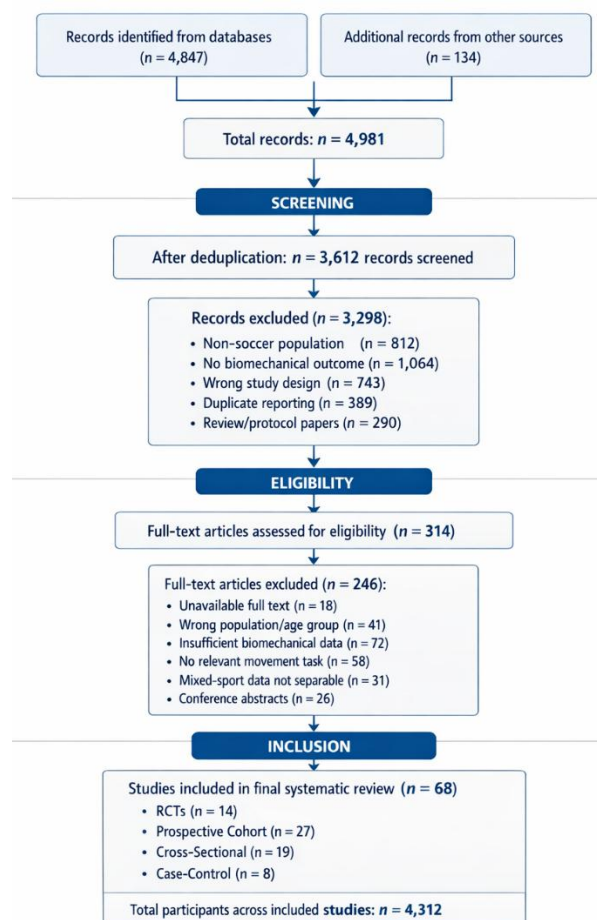 Records identified from databases
(n = 4,847)
Additional records from other sources
(n = 134)
Total records: n = 4,981
SCREENING
After deduplication: n = 3,612 records screened
Records excluded (n = 3,298):
• Non-soccer population (n = 812)
• No biomechanical outcome (n = 1,064)
• Wrong study design (n = 743)
• Duplicate reporting (n = 389)
• Review/protocol papers (n = 290)
ELIGIBILITY
Full-text articles assessed for eligibility (n = 314)
Full-text articles excluded (n = 246):
• Unavailable full text (n = 18)
• Wrong population/age group (n = 41)
• Insufficient biomechanical data (n = 72)
• No relevant movement task (n = 58)
• Mixed-sport data not separable (n = 31)
• Conference abstracts (n = 26)
INCLUSION
Studies included in final systematic review (n = 68)
• RCTs (n = 14)
• Prospective Cohort (n = 27)
• Cross-Sectional (n = 19)
• Case-Control (n = 8)
Total participants across included studies: n = 4,312